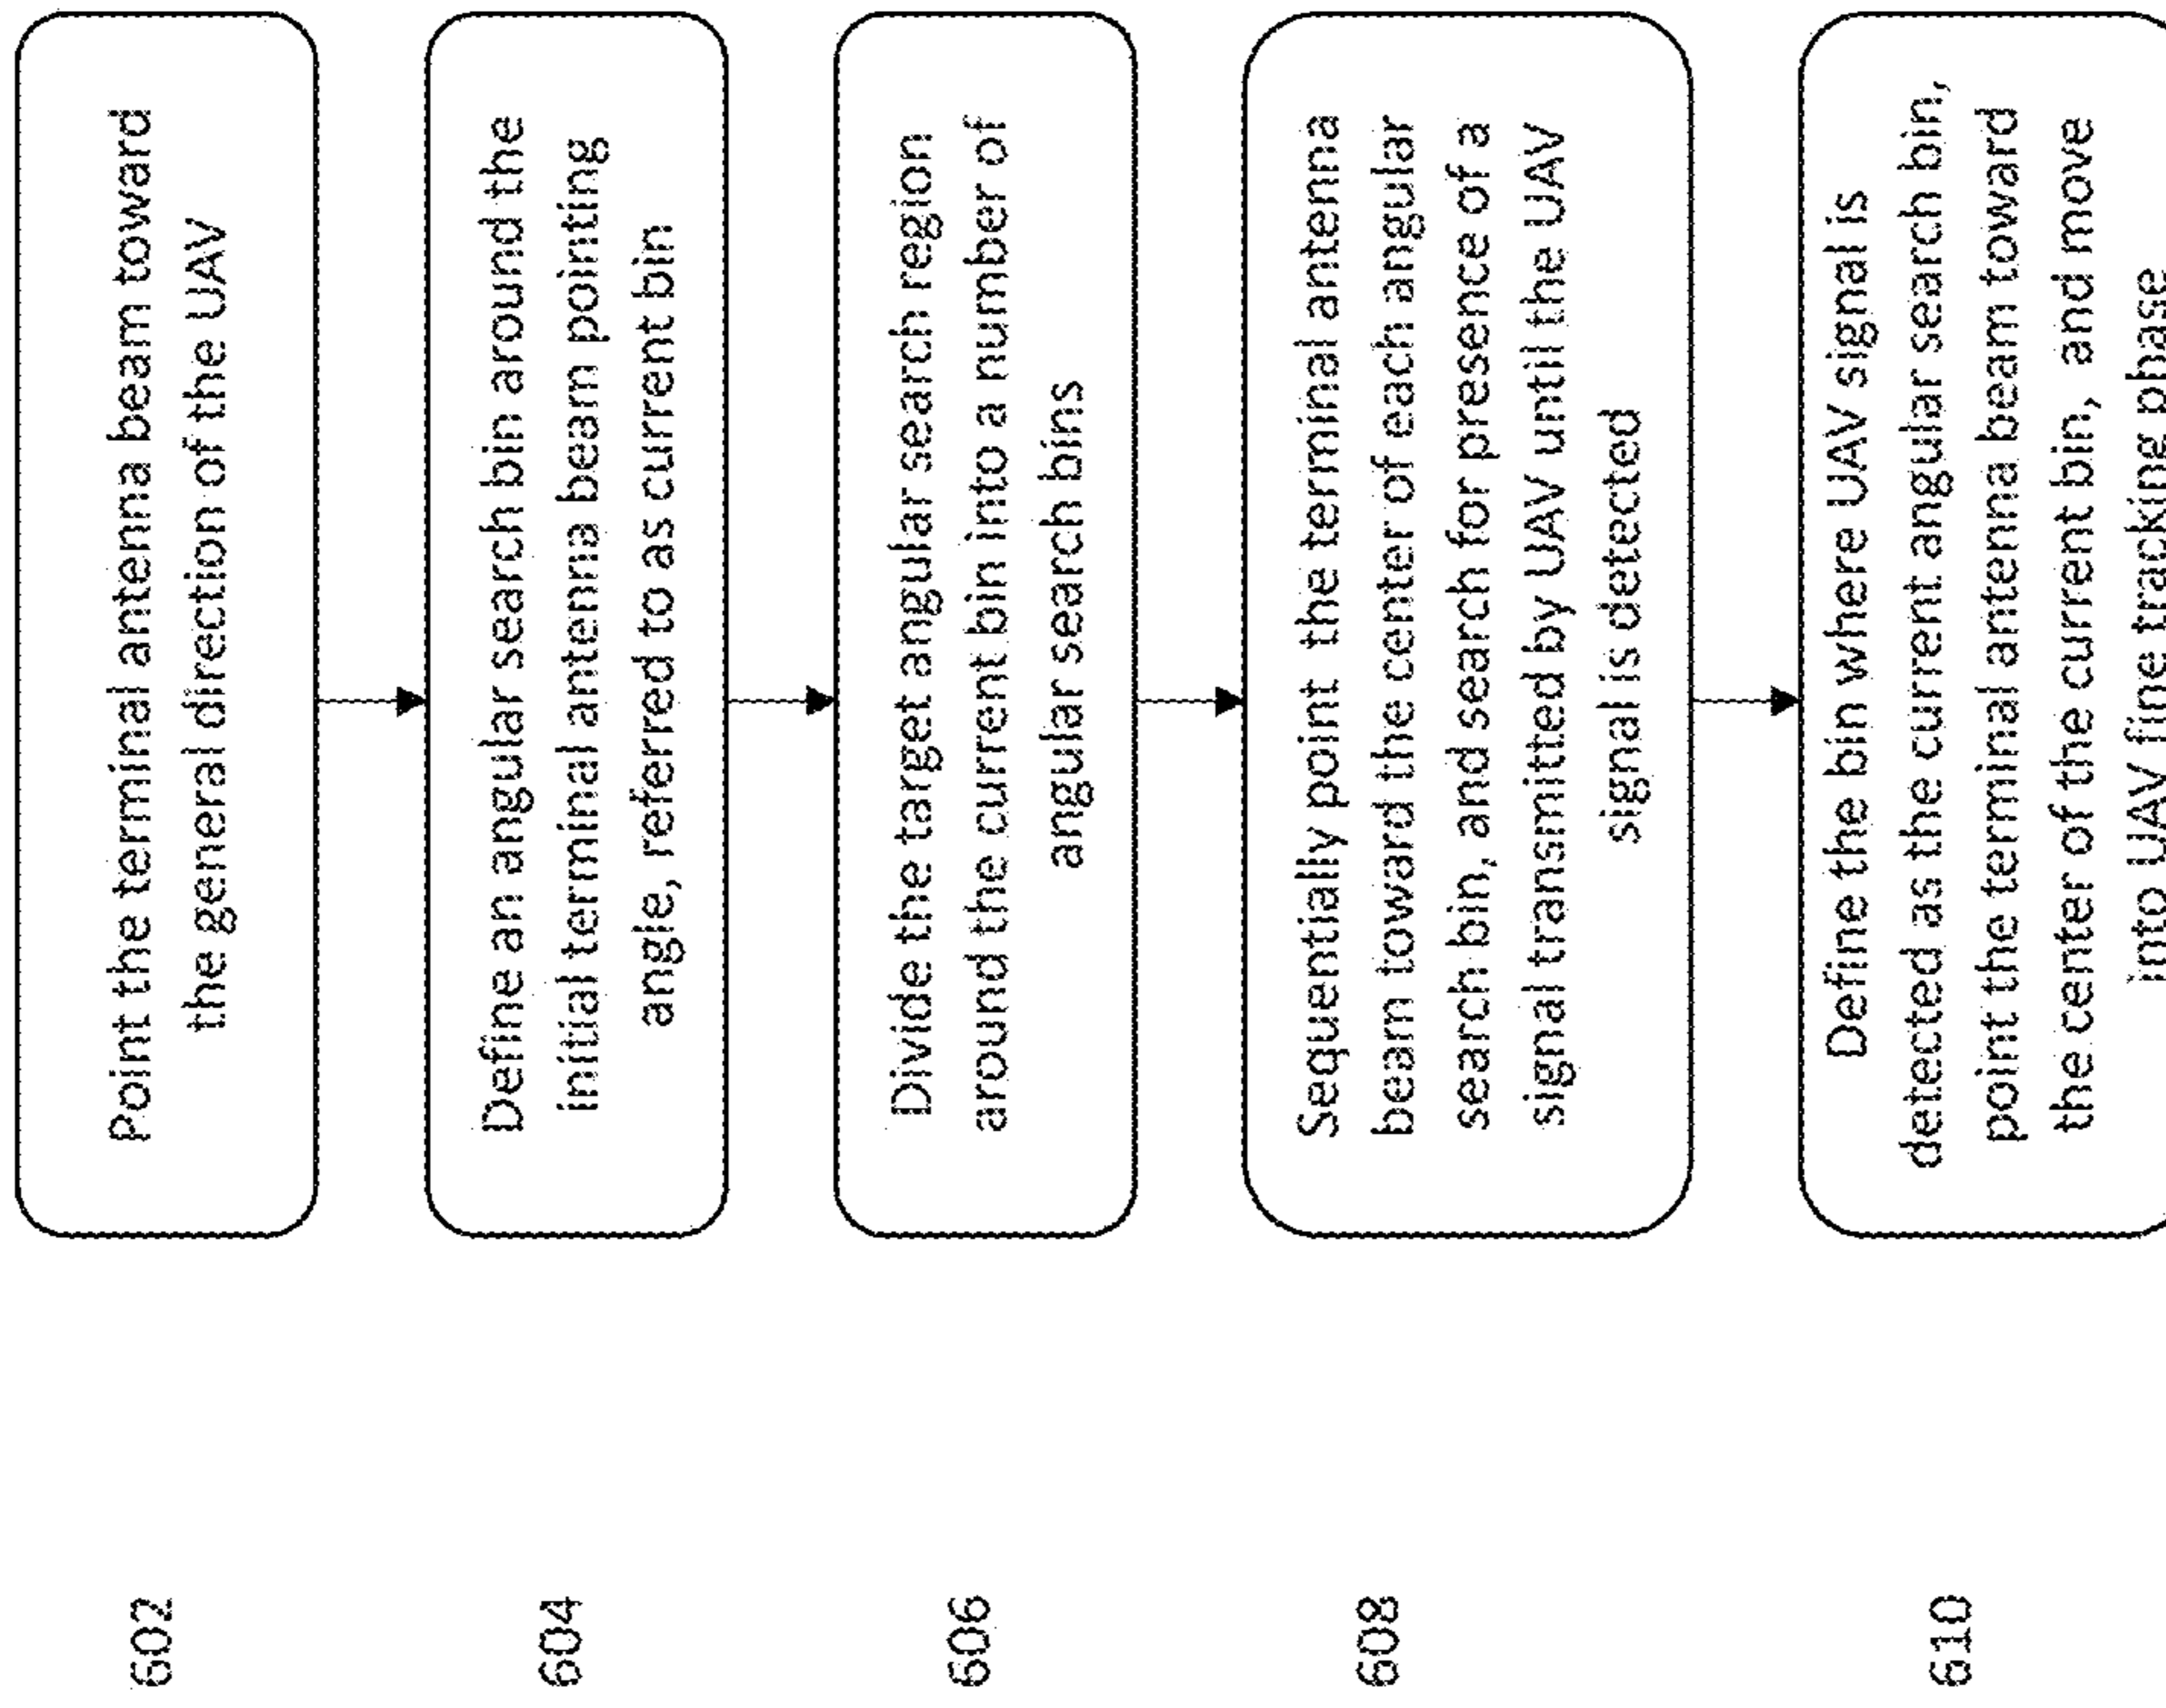 602
Point the terminal antenna beam toward
the general direction of the UAV
604
Define an angular search bin around the
initial terminal antenna beam pointing
angle, referred to as current bin
606
Divide the target angular search region
around the current bin into a number of
angular search bins
608
Sequentially point the terminal antenna
beam toward the center of each angular
search bin, and search for presence of a
signal transmitted by UAV until the UAV
signal is detected
610
Define the bin where UAV signal is
detected as the current angular search bin,
point the terminal antenna beam toward
the center of the current bin, and move
into UAV fine tracking phase